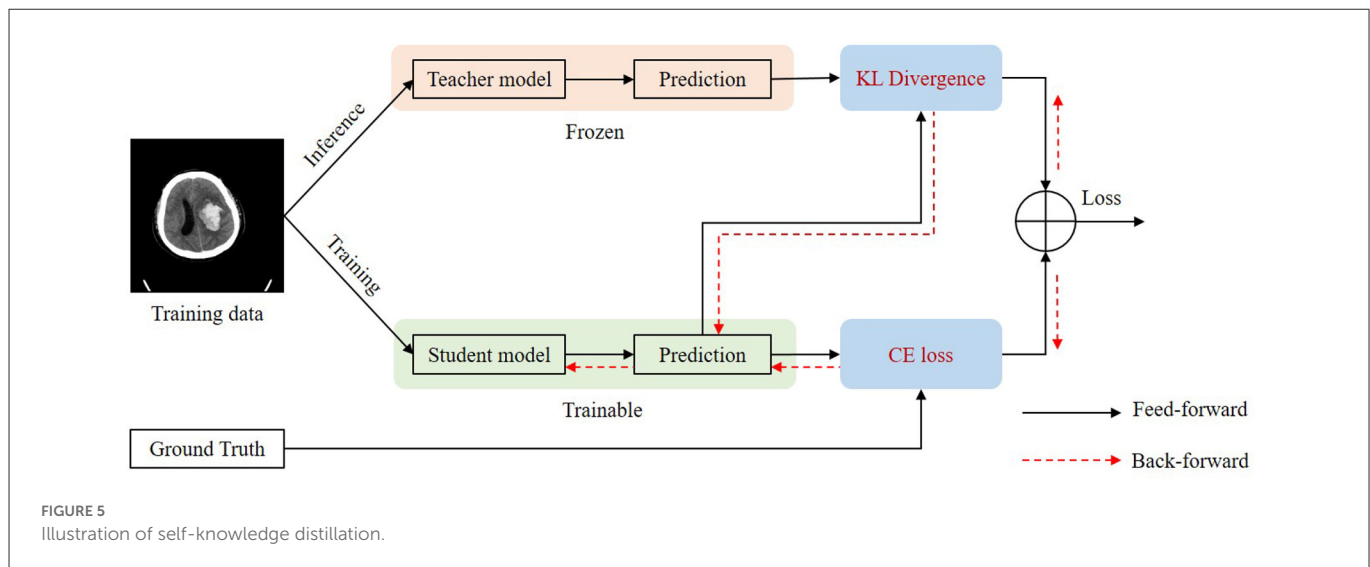 Teacher model
Prediction
KL Divergence
Inference
Frozen
Loss
Training
Training data
Student model
Prediction
CE loss
Trainable
Feed-forward
Ground Truth
Back-forward
FIGURE 5
Illustration of self-knowledge distillation.